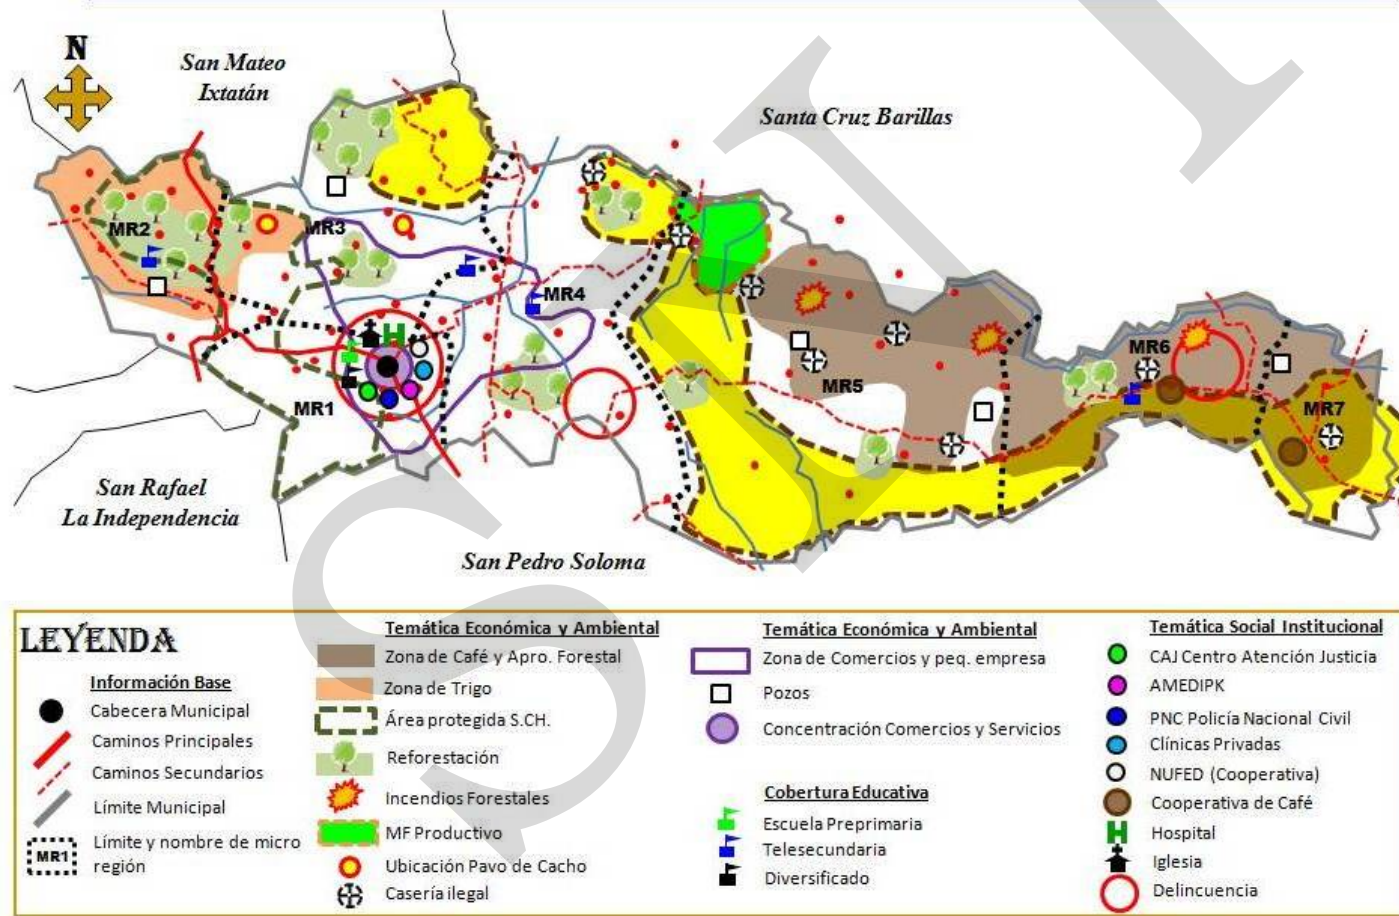 N
San Mateo
Ixtatán
Santa Cruz Barillas
MR2
MR3
MR4
H
MR5
MR6
MR1
MR7
San Rafael
La Independencia
San Pedro Soloma
LEYENDA
Información Base
Cabecera Municipal
Caminos Principales
Caminos Secundarios
Límite Municipal
MR1
Límite y nombre de micro
región
Temática Económica y Ambiental
Zona de Café y Apro. Forestal
Zona de Trigo
Área protegida S.CH.
Reforestación
Incendios Forestales
MF Productivo
Ubicación Pavo de Cacho
Casería ilegal
Temática Económica y Ambiental
Zona de Comercios y peq. empresa
Pozos
Concentración Comercios y Servicios
Cobertura Educativa
Escuela Preprimaria
Telesecundaria
Diversificado
Temática Social Institucional
CAJ Centro Atención Justicia
AMEDIPK
PNC Policía Nacional Civil
Clínicas Privadas
NUFED (Cooperativa)
Cooperativa de Café
H
Hospital
Iglesia
Delincuencia